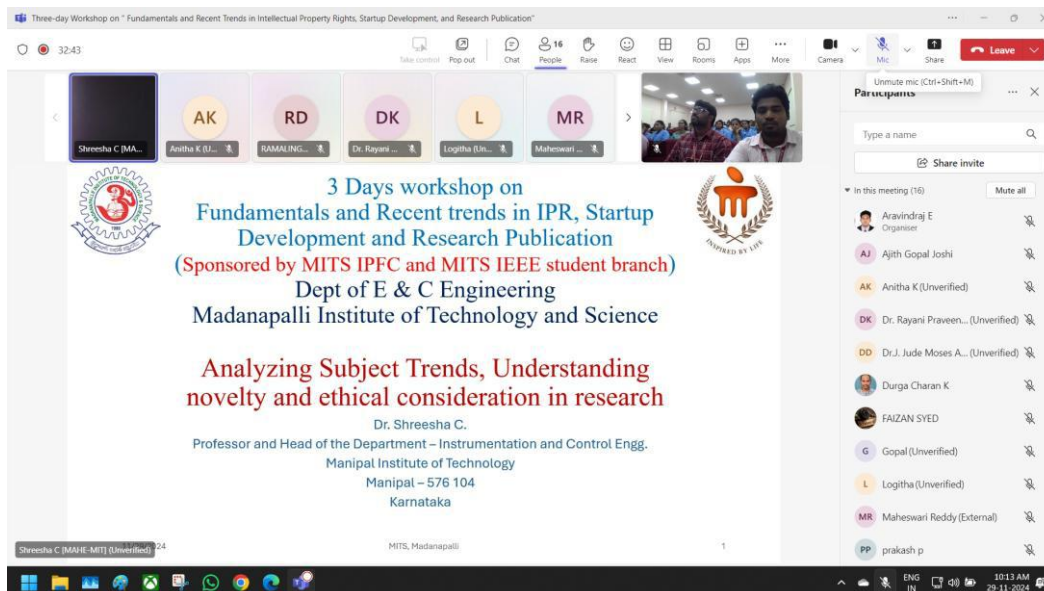 Three-day Workshop on " Fundamentals and Recent Trends in Intellectual Property Rights, Startup Development, and Research Publication"
32:43
Take control
Pop out
Chat
16
People
Raise
React
View
Rooms
Apps
More
Camera
Mic
Share
Leave
Unmute mic (Ctrl+Shift+M)
Shreesha C [MA...
AK
Anitha K (U...
RD
RAMALING...
DK
Dr. Rayani ...
L
Logitha (Un...
MR
Maheswari ...
3 Days workshop on
Fundamentals and Recent trends in IPR, Startup
Development and Research Publication
(Sponsored by MITS IPFC and MITS IEEE student branch)
Dept of E & C Engineering
Madanapalli Institute of Technology and Science
INSPIRED BY LIFE
Analyzing Subject Trends, Understanding
novelty and ethical consideration in research
Dr. Shreesha C.
Professor and Head of the Department – Instrumentation and Control Engg.
Manipal Institute of Technology
Manipal – 576 104
Karnataka
Shreesha C [MAHE-MIT] (Unverified)
MITS, Madanapalli
1
Participants
Type a name
Share invite
In this meeting (16)
Mute all
Aravindraj E
Organiser
AJ
Ajith Gopal Joshi
AK
Anitha K (Unverified)
DK
Dr. Rayani Praveen... (Unverified)
DD
Dr.J. Jude Moses A... (Unverified)
Durga Charan K
FAIZAN SYED
G
Gopal (Unverified)
L
Logitha (Unverified)
MR
Maheswari Reddy (External)
PP
prakash p
ENG
IN
10:13 AM
29-11-2024